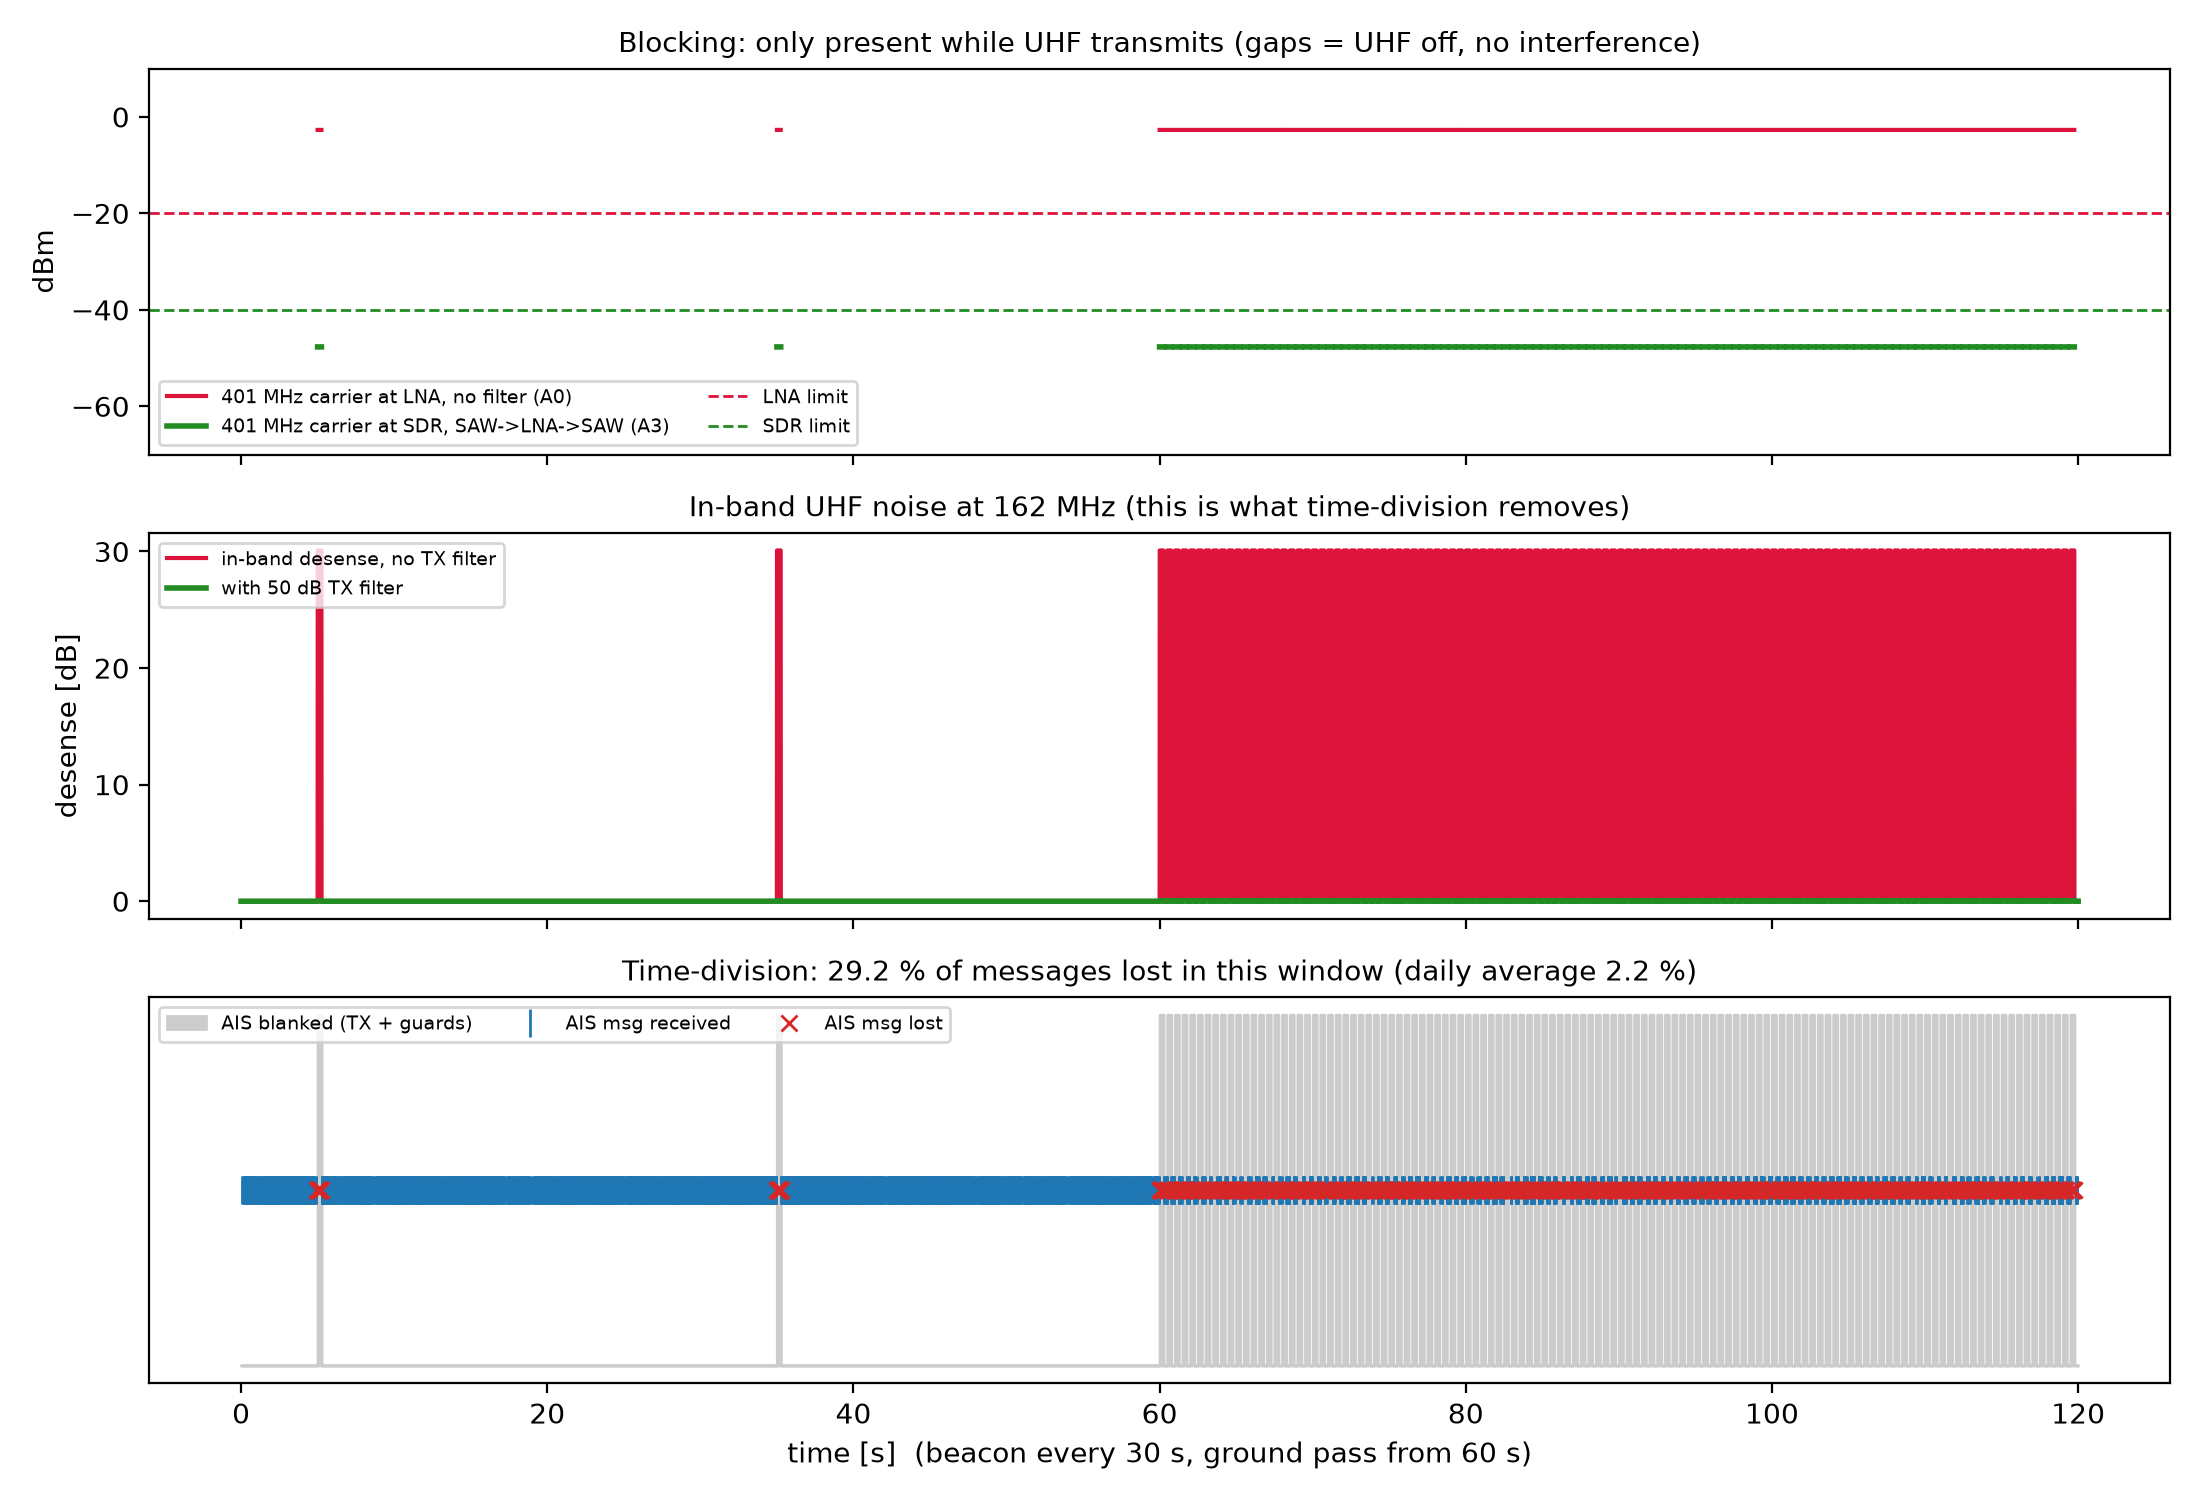 Blocking: only present while UHF transmits (gaps = UHF off, no interference)
0
−20
−40
−60
dBm
401 MHz carrier at LNA, no filter (A0)
401 MHz carrier at SDR, SAW->LNA->SAW (A3)
LNA limit
SDR limit
In-band UHF noise at 162 MHz (this is what time-division removes)
30
20
10
0
desense [dB]
in-band desense, no TX filter
with 50 dB TX filter
Time-division: 29.2 % of messages lost in this window (daily average 2.2 %)
AIS blanked (TX + guards)
AIS msg received
AIS msg lost
0 20 40 60 80 100 120
time [s]  (beacon every 30 s, ground pass from 60 s)